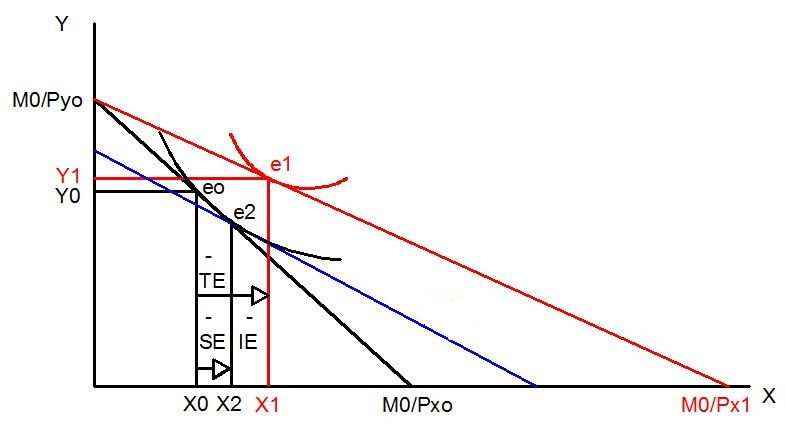 Y
M0/Pyo
e1
Y1
eo
Y0
e2
-
TE
- -
SE IE
X0 X2 X1 M0/Pxo M0/Px1 X